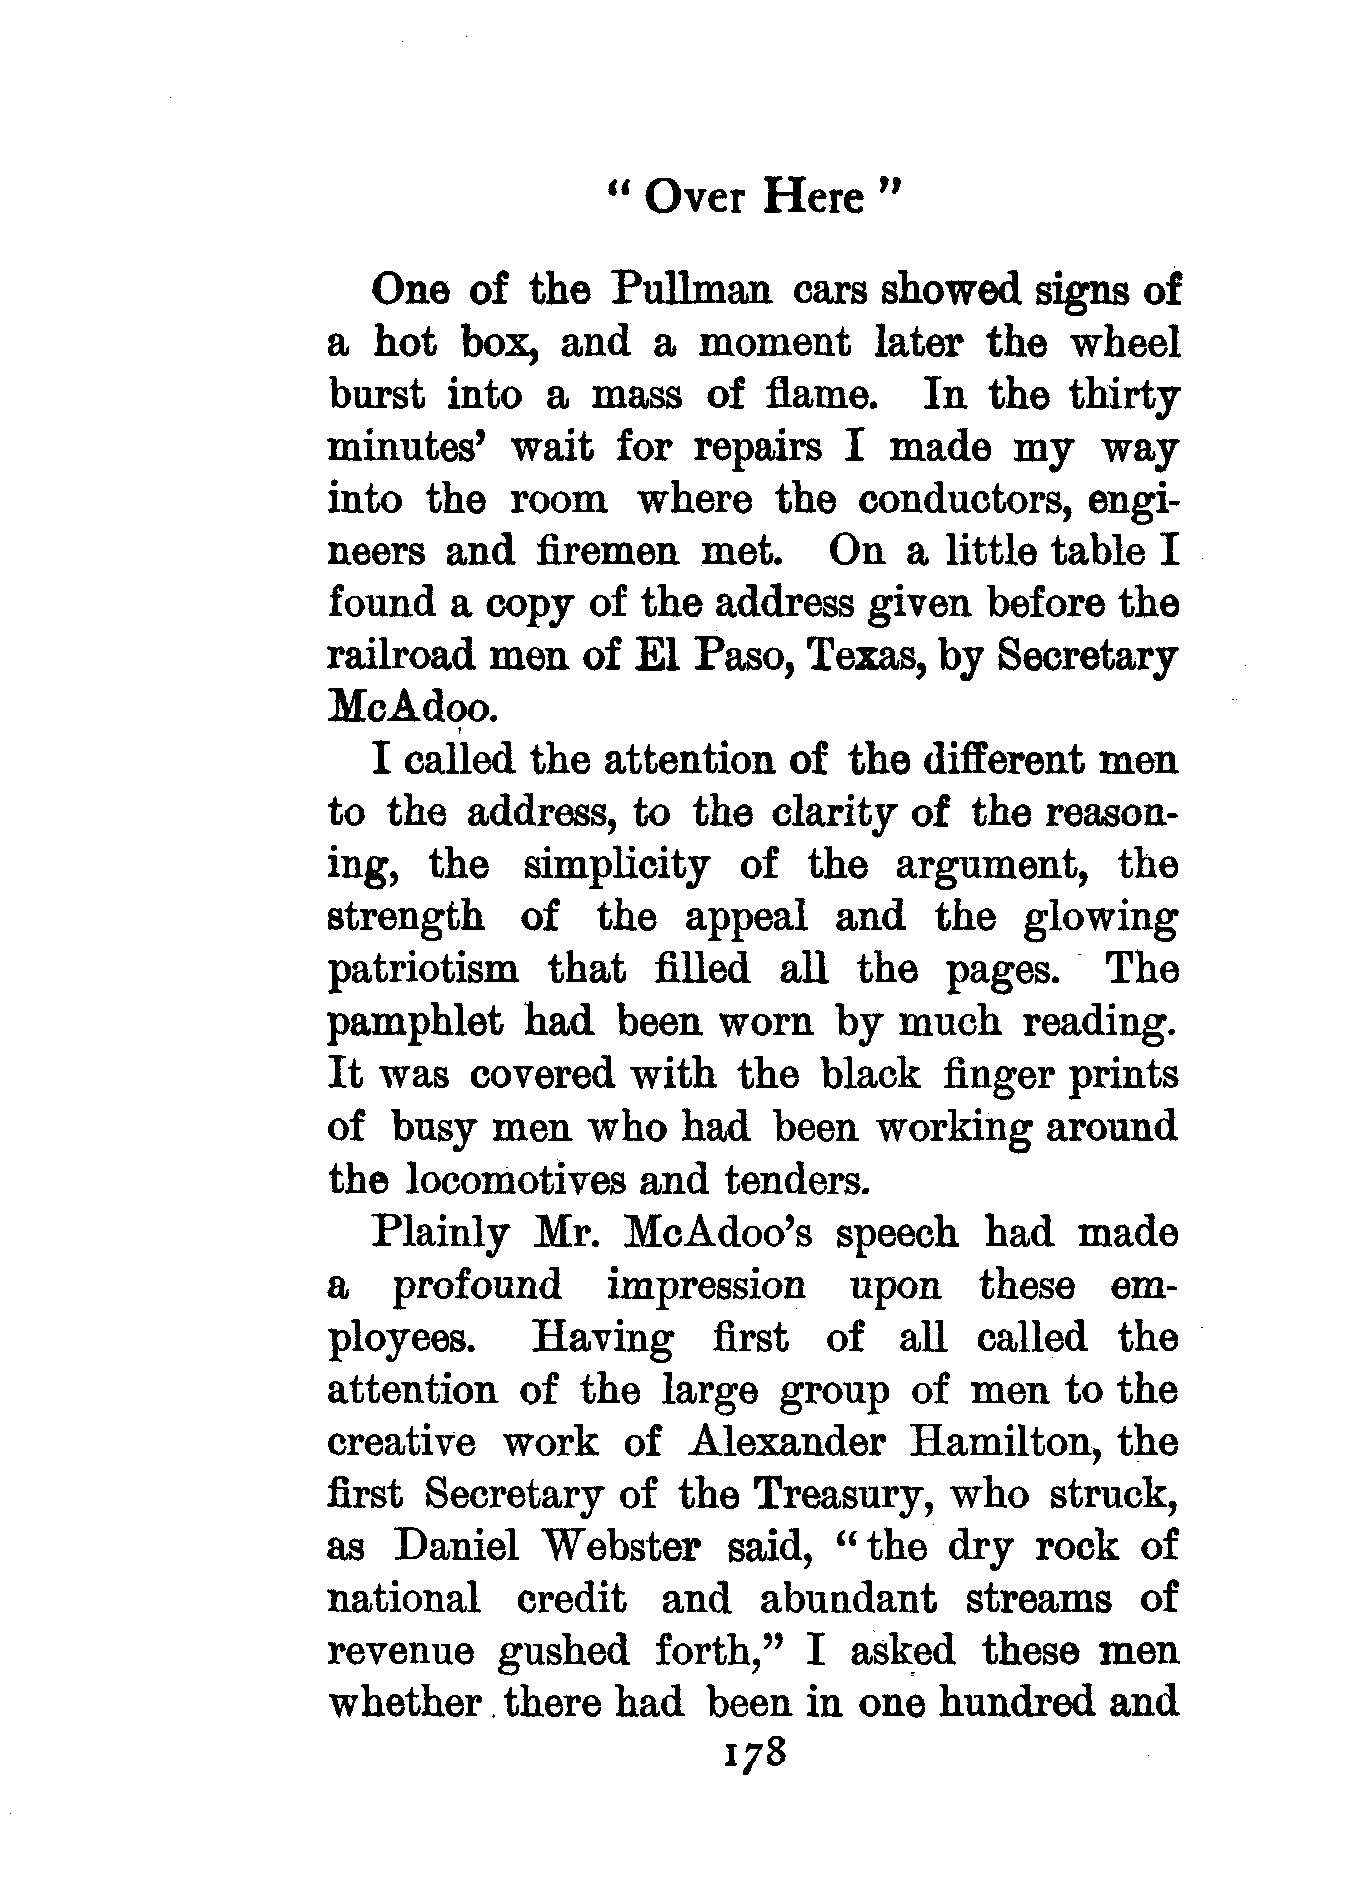 “ Over Here ”
One of the Pullman cars showed signs of
a hot box, and a moment later the wheel
burst into a mass of flame. In the thirty
minutes’ wait for repairs I made my way
into the room where the conductors, engi-
neers and firemen met. On a little table I
found a copy of the address given before the
railroad men of El Paso, Texas, by Secretary
McAdoo.
I called the attention of the different men
to the address, to the clarity of the reason-
ing, the simplicity of the argument, the
strength of the appeal and the glowing
patriotism that filled all the pages. The
pamphlet had been worn by much reading.
It was covered with the black finger prints
of busy men who had been working around
the locomotives and tenders.
Plainly Mr. McAdoo’s speech had made
a profound impression upon these em-
ployees. Having first of all called the
attention of the large group of men to the
creative work of Alexander Hamilton, the
first Secretary of the Treasury, who struck,
as Daniel Webster said, “ the dry rock of
national credit and abundant streams of
revenue gushed forth,” I asked these men
whether there had been in one hundred and
178